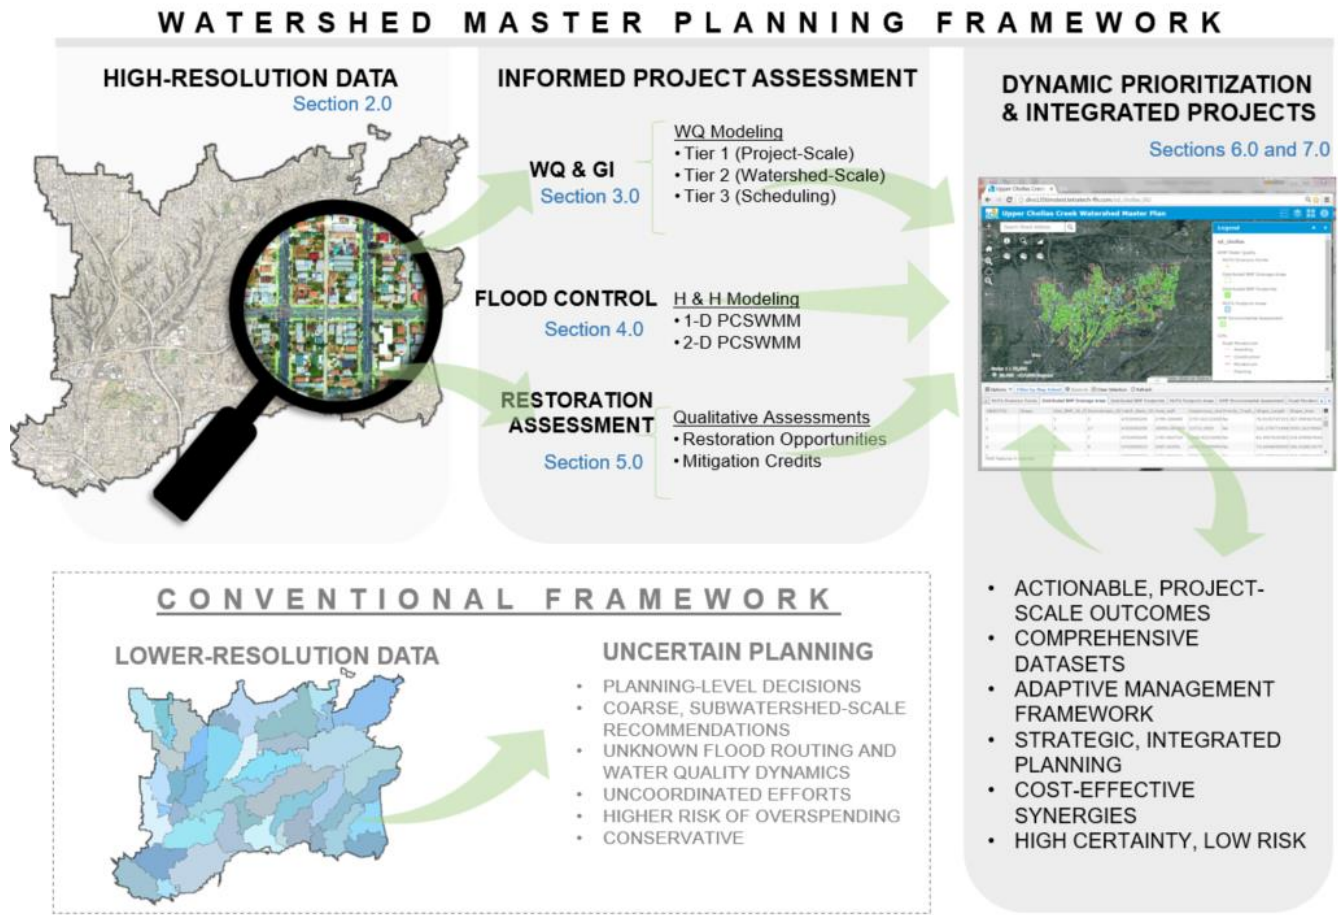 WATERSHED MASTER PLANNING FRAMEWORK
HIGH-RESOLUTION DATA
Section 2.0
INFORMED PROJECT ASSESSMENT
WQ & GI
Section 3.0
WQ Modeling
• Tier 1 (Project-Scale)
• Tier 2 (Watershed-Scale)
• Tier 3 (Scheduling)
FLOOD CONTROL
Section 4.0
H & H Modeling
• 1-D PCSWMM
• 2-D PCSWMM
RESTORATION
ASSESSMENT
Section 5.0
Qualitative Assessments
• Restoration Opportunities
• Mitigation Credits
DYNAMIC PRIORITIZATION
& INTEGRATED PROJECTS
Sections 6.0 and 7.0
Upper Chollas Creek Watershed Master Plan
Legend
• ACTIONABLE, PROJECT-
SCALE OUTCOMES
• COMPREHENSIVE
DATASETS
• ADAPTIVE MANAGEMENT
FRAMEWORK
• STRATEGIC, INTEGRATED
PLANNING
• COST-EFFECTIVE
SYNERGIES
• HIGH CERTAINTY, LOW RISK
CONVENTIONAL FRAMEWORK
LOWER-RESOLUTION DATA
UNCERTAIN PLANNING
• PLANNING-LEVEL DECISIONS
• COARSE, SUBWATERSHED-SCALE
RECOMMENDATIONS
• UNKNOWN FLOOD ROUTING AND
WATER QUALITY DYNAMICS
• UNCOORDINATED EFFORTS
• HIGHER RISK OF OVERSPENDING
• CONSERVATIVE